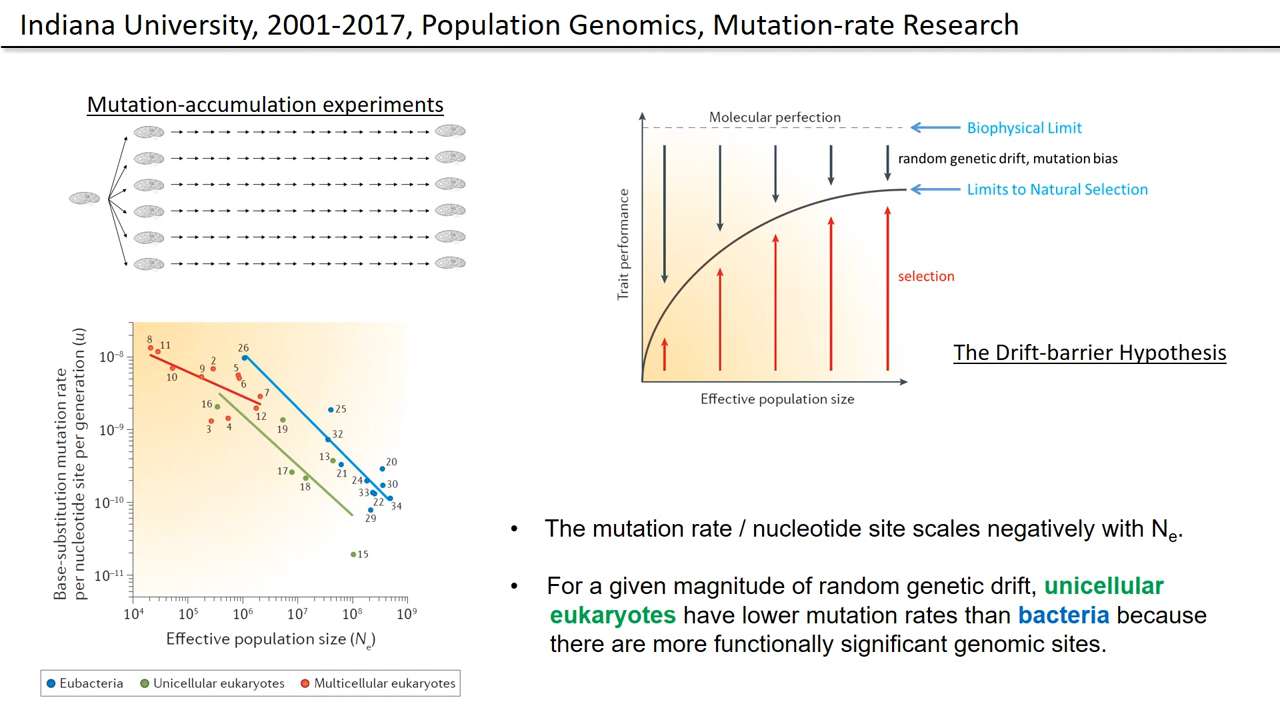 Indiana University, 2001-2017, Population Genomics, Mutation-rate Research
Mutation-accumulation experiments
Molecular perfection
Biophysical Limit
random genetic drift, mutation bias
Limits to Natural Selection
selection
Trait performance
Effective population size
The Drift-barrier Hypothesis
Base-substitution mutation rate
per nucleotide site per generation (u)
10⁻⁸
10⁻⁹
10⁻¹⁰
10⁻¹¹
8
11
10
9
2
5
6
7
12
3
4
16
19
17
18
13
15
26
25
32
21
20
24
30
33
22
34
29
10⁴ 10⁵ 10⁶ 10⁷ 10⁸ 10⁹
Effective population size (Nₑ)
Eubacteria Unicellular eukaryotes Multicellular eukaryotes
• The mutation rate / nucleotide site scales negatively with Nₑ.
• For a given magnitude of random genetic drift, unicellular
eukaryotes have lower mutation rates than bacteria because
there are more functionally significant genomic sites.